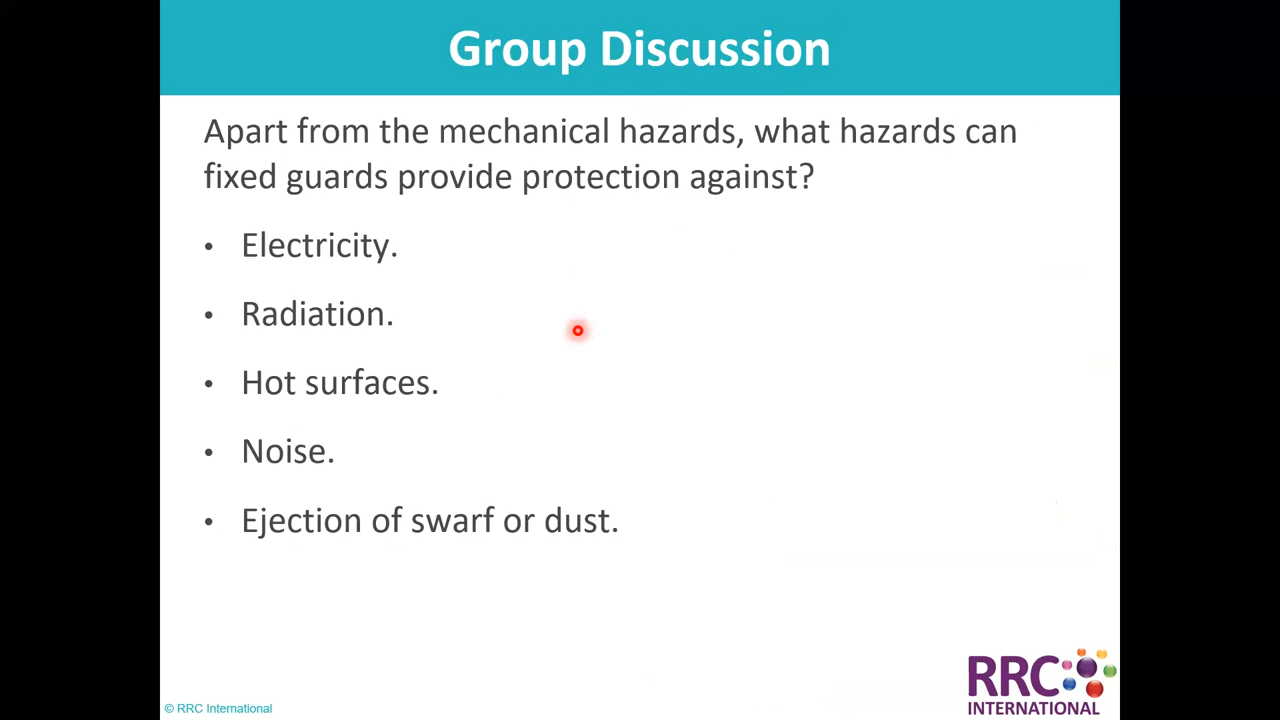 Group Discussion
Apart from the mechanical hazards, what hazards can
fixed guards provide protection against?
• Electricity.
• Radiation.
• Hot surfaces.
• Noise.
• Ejection of swarf or dust.
RRC
INTERNATIONAL
© RRC International